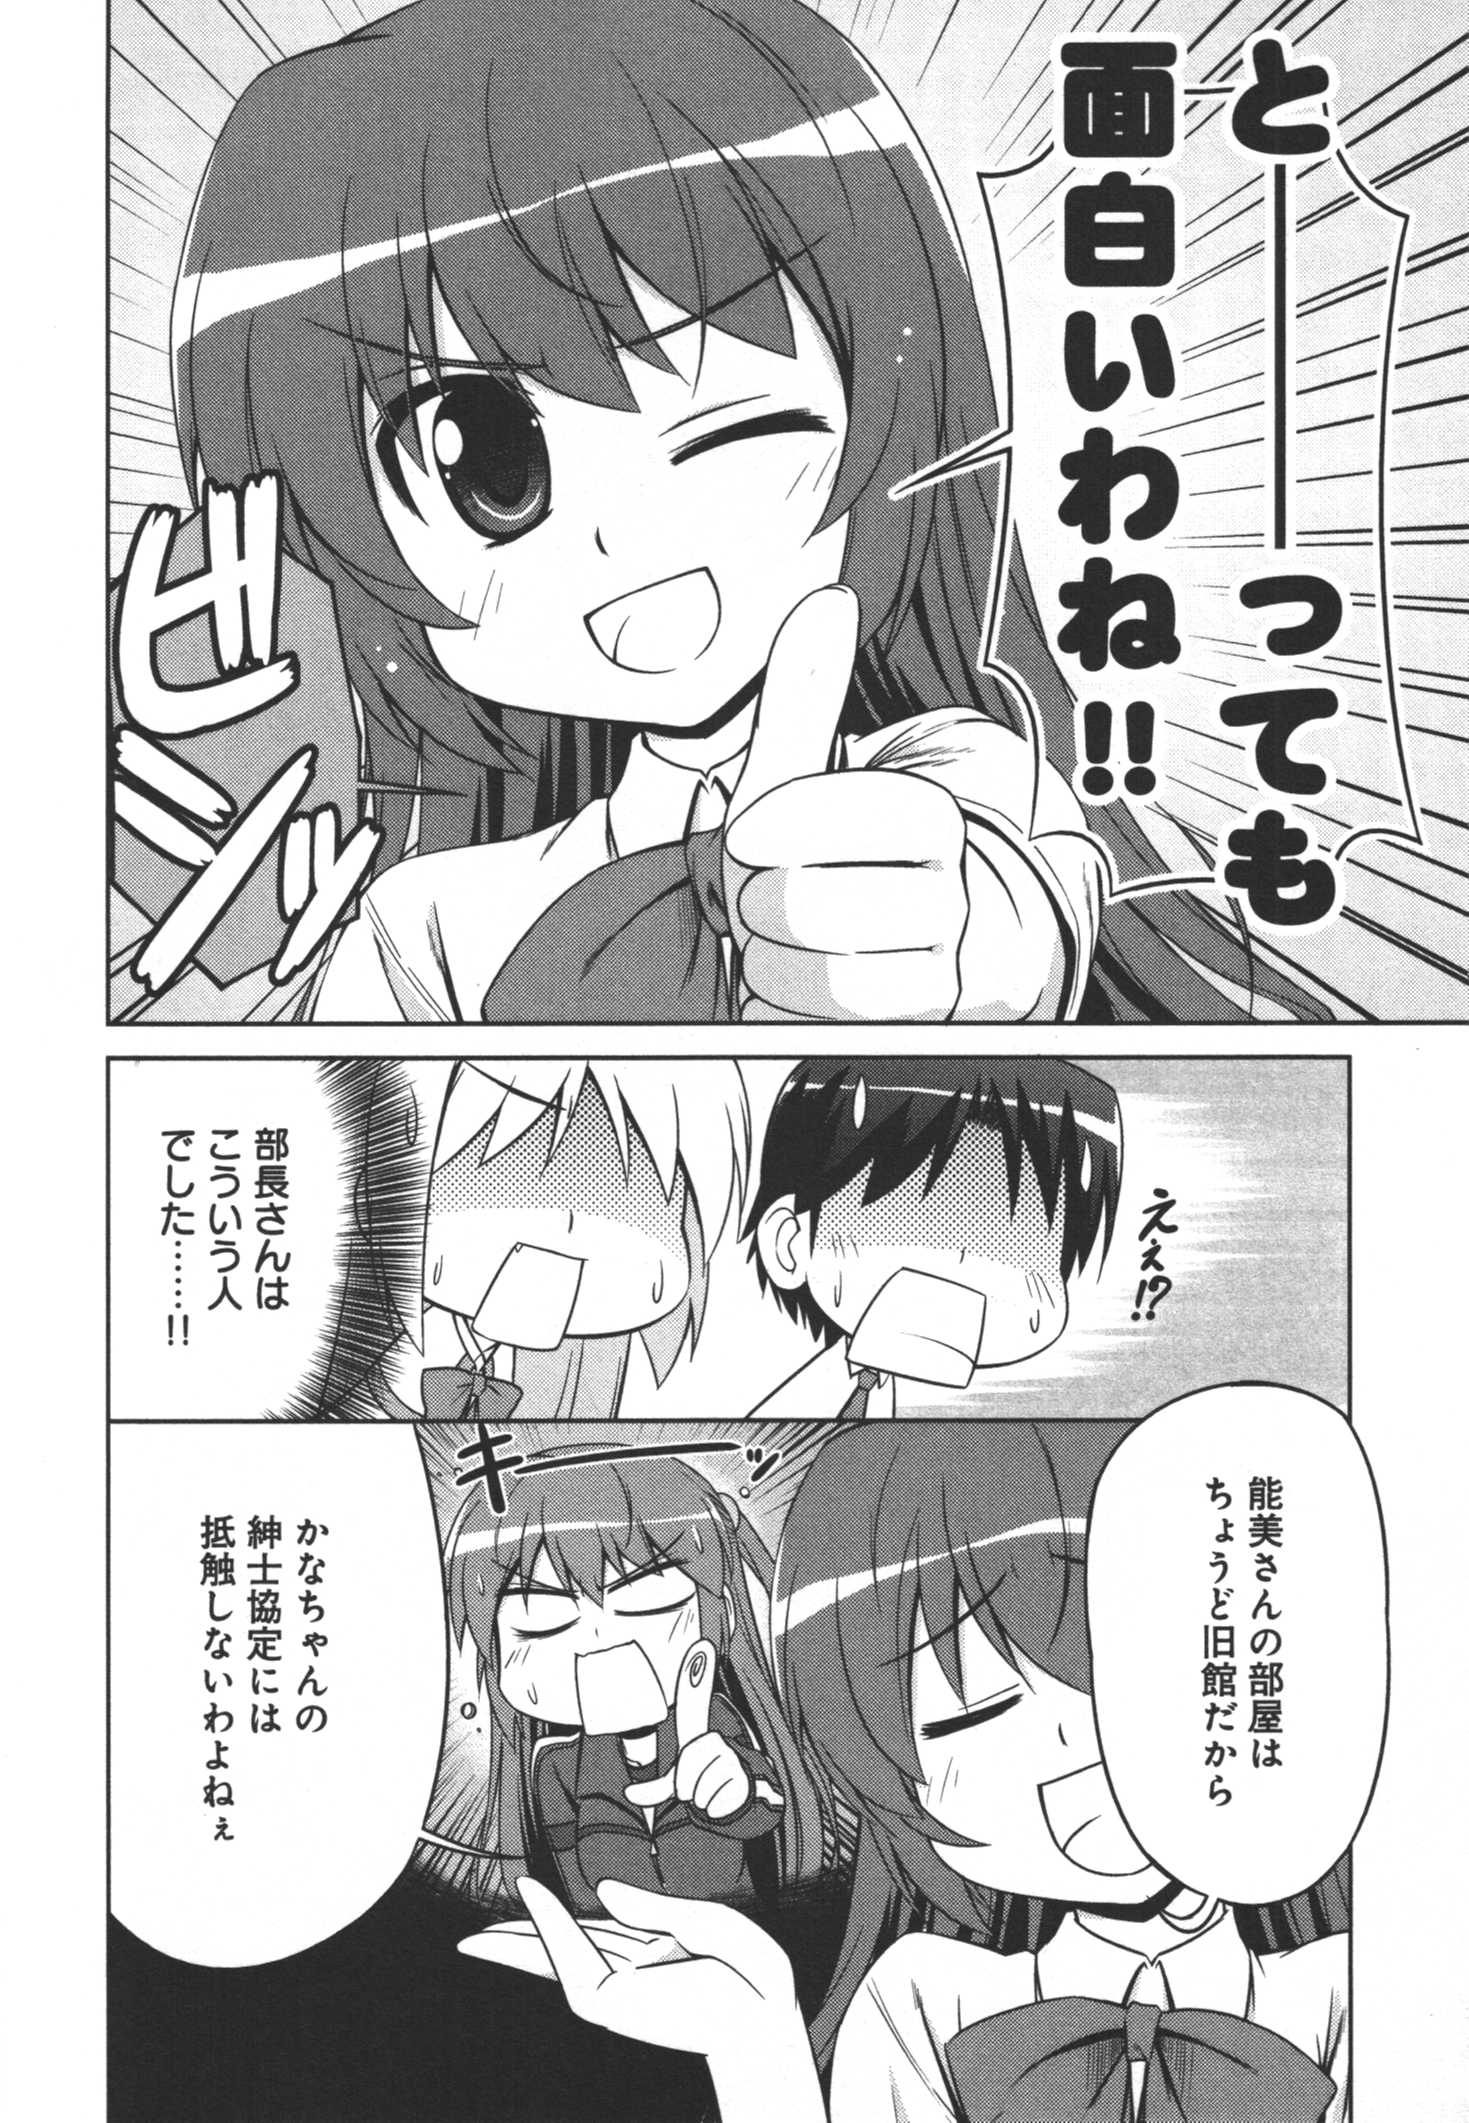 と――っても
面白いわね!!
ビシッ
ええ!?
部長さんは
こういう人
でした……!!
能美さんの部屋は
ちょうど旧館だから
キーッ
かなちゃんの
紳士協定には
抵触しないわよねぇ